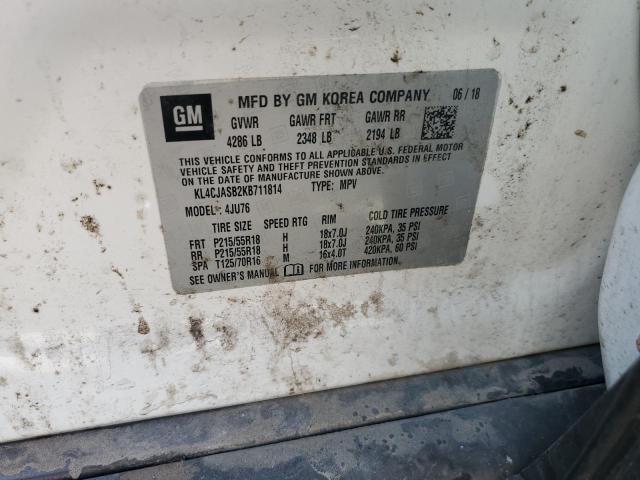 GM
MFD BY GM KOREA COMPANY 06/18
GVWR GAWR FRT GAWR RR
4286 LB 2348 LB 2194 LB
THIS VEHICLE CONFORMS TO ALL APPLICABLE U.S. FEDERAL MOTOR
VEHICLE SAFETY AND THEFT PREVENTION STANDARDS IN EFFECT ON THE
DATE OF MANUFACTURE SHOWN ABOVE.
KL4CJASB2KB711814 TYPE: MPV
MODEL: 4JU76
TIRE SIZE SPEED RTG RIM COLD TIRE PRESSURE
FRT P215/55R18 H 18x7.0J 240KPA, 35 PSI
RR P215/55R18 H 18x7.0J 240KPA, 35 PSI
SPA T125/70R16 M 16x4.0T 420KPA, 60 PSI
SEE OWNER'S MANUAL FOR MORE INFORMATION.